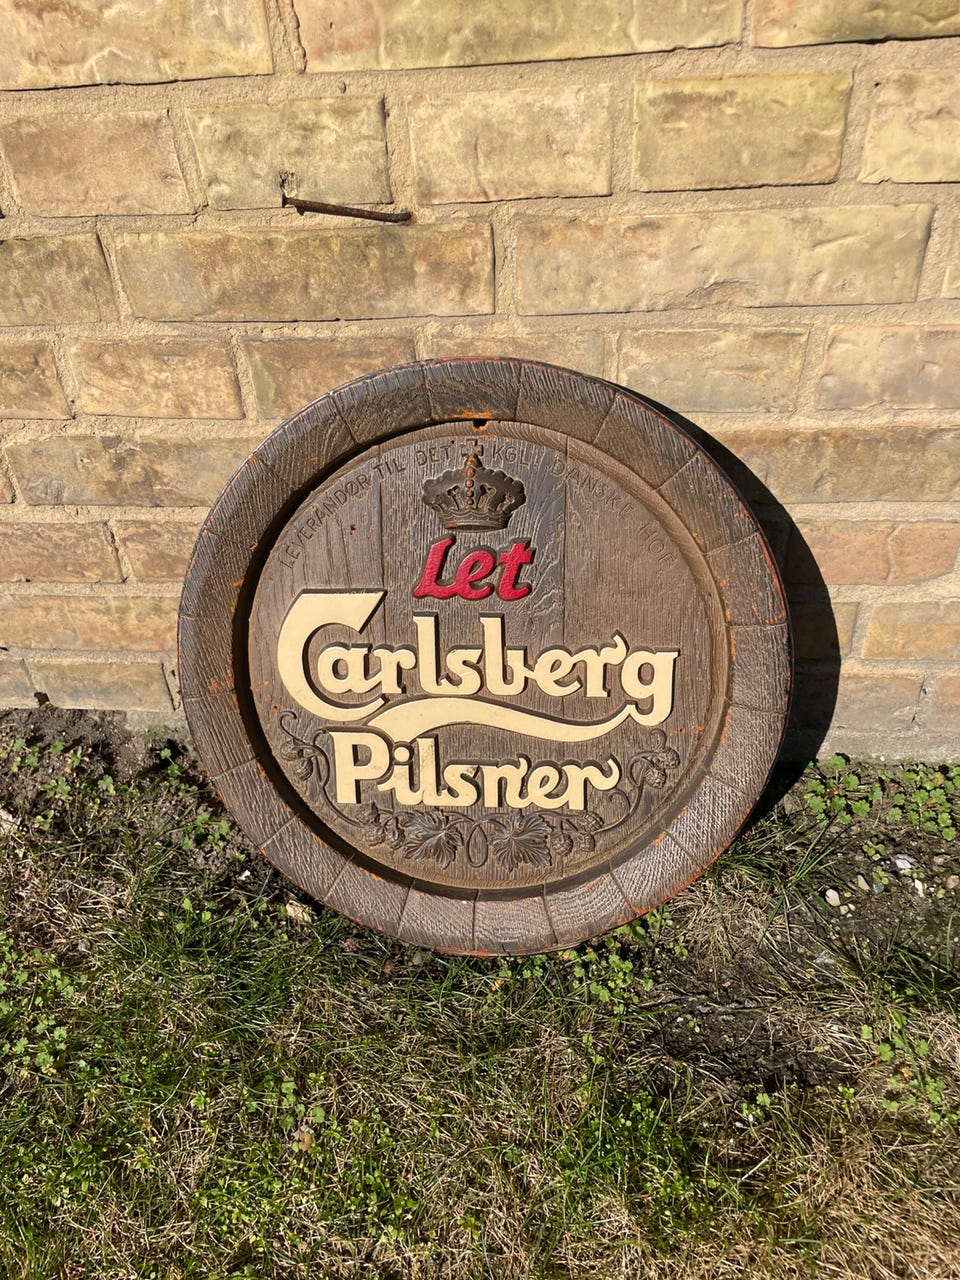 LEVERANDØR TIL DET KGL. DANSKE HOF
Let
Carlsberg
Pilsner